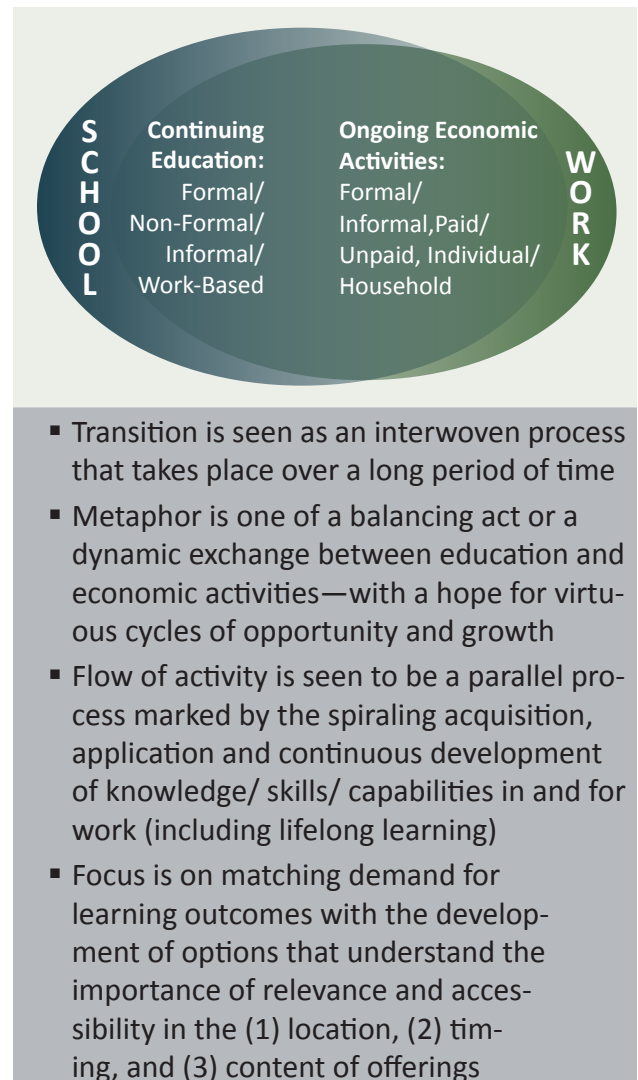 SCHOOL
Continuing
Education:
Formal/
Non-Formal/
Informal/
Work-Based
Ongoing Economic
Activities:
Formal/
Informal,Paid/
Unpaid, Individual/
Household
WORK
▪ Transition is seen as an interwoven process
that takes place over a long period of time
▪ Metaphor is one of a balancing act or a
dynamic exchange between education and
economic activities—with a hope for virtu-
ous cycles of opportunity and growth
▪ Flow of activity is seen to be a parallel pro-
cess marked by the spiraling acquisition,
application and continuous development
of knowledge/ skills/ capabilities in and for
work (including lifelong learning)
▪ Focus is on matching demand for
learning outcomes with the develop-
ment of options that understand the
importance of relevance and acces-
sibility in the (1) location, (2) tim-
ing, and (3) content of offerings